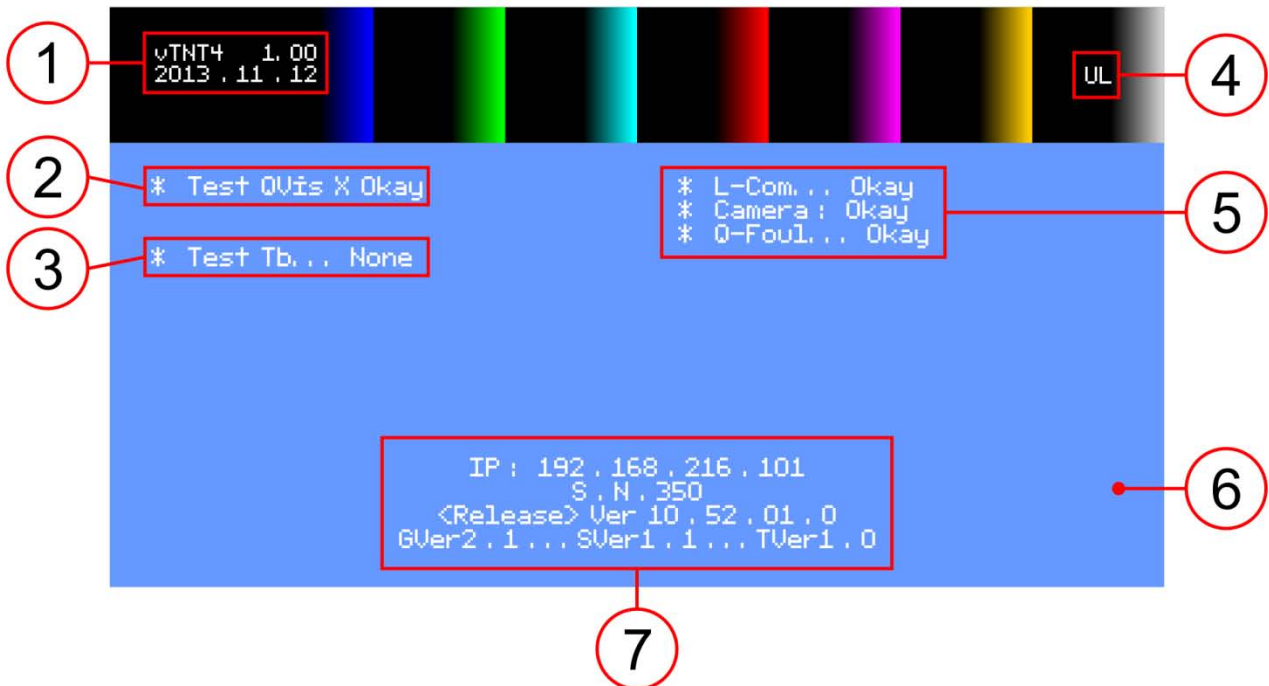 1
vTNT4 1.00
2013.11.12
UL
4
2
* Test QVis X Okay
* L-Com... Okay
* Camera: Okay
* Q-Foul... Okay
5
3
* Test Tb... None
IP: 192.168.216.101
S.N.350
<Release> Ver 10.52.01.0
GVer2.1...SVer1.1...TVer1.0
6
7